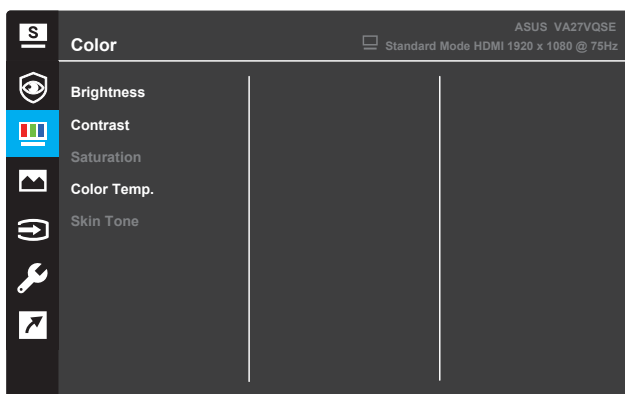 S
ASUS VA27VQSE
Color
Standard Mode HDMI 1920 x 1080 @ 75Hz
Brightness
Contrast
Saturation
Color Temp.
Skin Tone